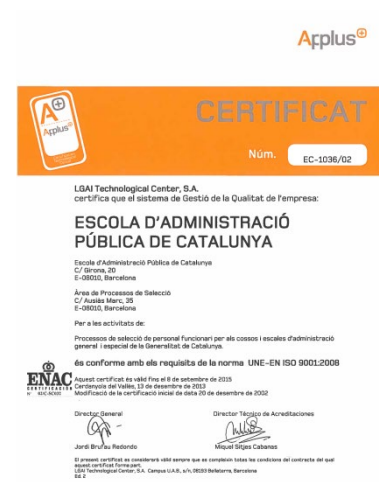 Applus+
A+
Applus+
CERTIFICAT
Núm.
EC-1036/02
LGAI Technological Center, S.A.
certifica que el sistema de Gestió de la Qualitat de l'empresa:
ESCOLA D'ADMINISTRACIÓ
PÚBLICA DE CATALUNYA
Escola d'Administració Pública de Catalunya
C/ Girona, 20
E-08010, Barcelona
Àrea de Processos de Selecció
C/ Ausiàs Marc, 35
E-08010, Barcelona
Per a les activitats de:
Processos de selecció de personal funcionari per als cossos i escales d'administració
general i especial de la Generalitat de Catalunya.
és conforme amb els requisits de la norma UNE-EN ISO 9001:2008
ENAC
CERTIFICACIÓN
Aquest certificat és vàlid fins el 8 de setembre de 2015
Cerdanyola del Vallès, 13 de desembre de 2013
Modificació de la certificació inicial de data 20 de desembre de 2002
Director General
Director Técnico de Acreditaciones
Jordi Brufau Redondo
Miquel Sitjes Cabanas
El present certificat es considerarà vàlid sempre que es compleixin totes les condicions del contracte del qual
aquest certificat forma part.
LGAI Technological Center, S.A. Campus U.A.B., s/n, 08193 Bellaterra, Barcelona
Ed. 2